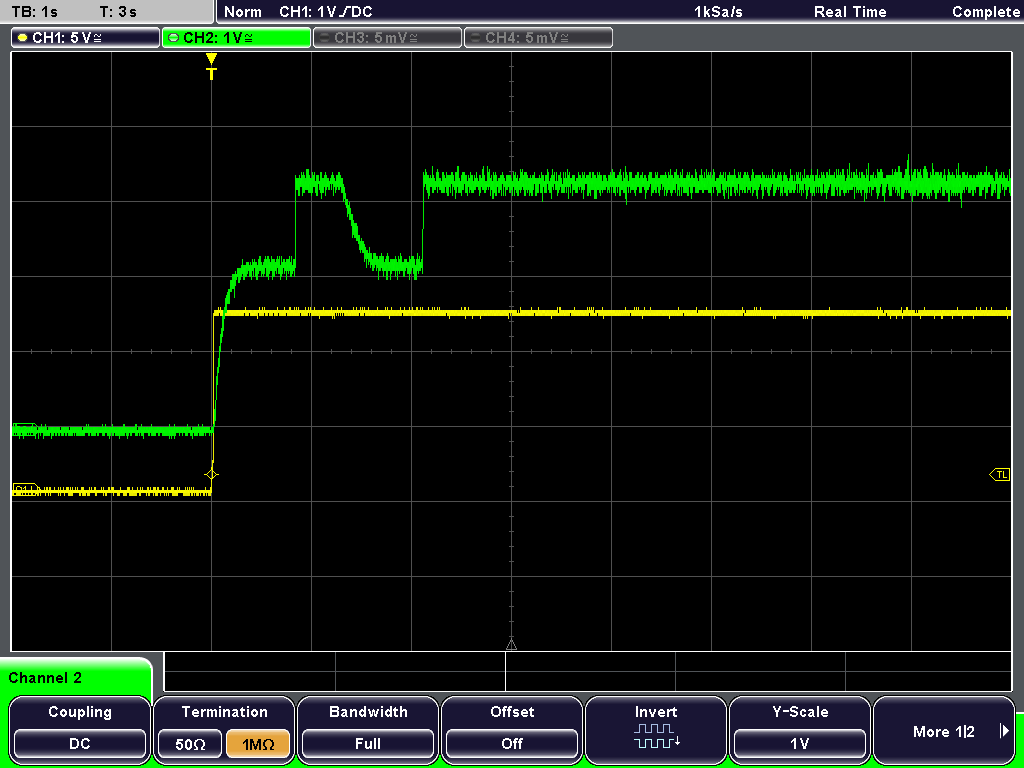 TB: 1s T: 3s Norm CH1: 1V DC 1kSa/s Real Time Complete
CH1: 5V≅ CH2: 1V≅ CH3: 5mV≅ CH4: 5mV≅
T
TL
Channel 2
Coupling Termination Bandwidth Offset Invert Y-Scale More 1|2
DC 50Ω 1MΩ Full Off 1V